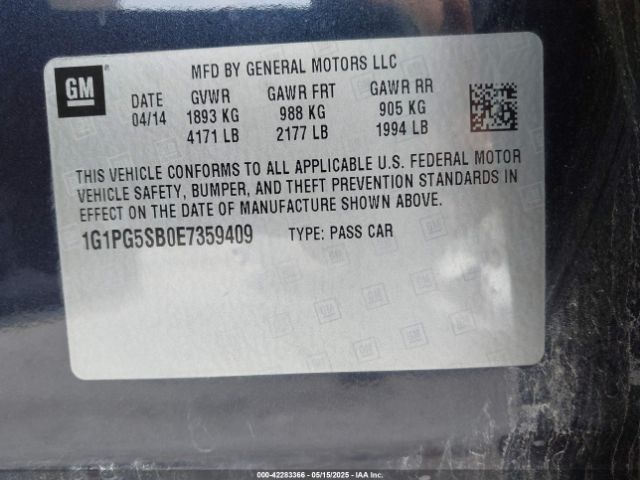 GM
MFD BY GENERAL MOTORS LLC
DATE GVWR GAWR FRT GAWR RR
04/14 1893 KG 988 KG 905 KG
4171 LB 2177 LB 1994 LB
THIS VEHICLE CONFORMS TO ALL APPLICABLE U.S. FEDERAL MOTOR
VEHICLE SAFETY, BUMPER, AND THEFT PREVENTION STANDARDS IN
EFFECT ON THE DATE OF MANUFACTURE SHOWN ABOVE.
1G1PG5SB0E7359409 TYPE: PASS CAR
000-42283366 - 05/15/2025 - IAA Inc.